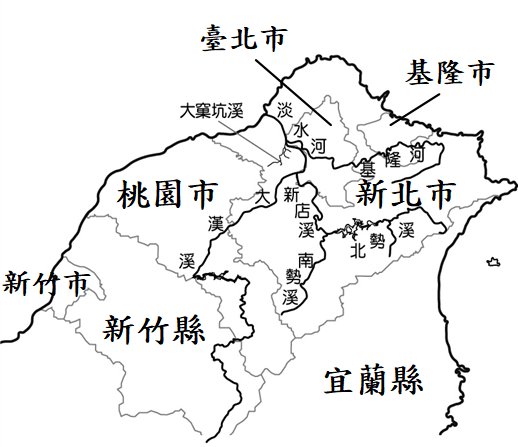 臺北市
基隆市
大窠坑溪
淡水河
基隆河
桃園市
新北市
大漢溪
新店溪
北勢溪
南勢溪
新竹市
新竹縣
宜蘭縣